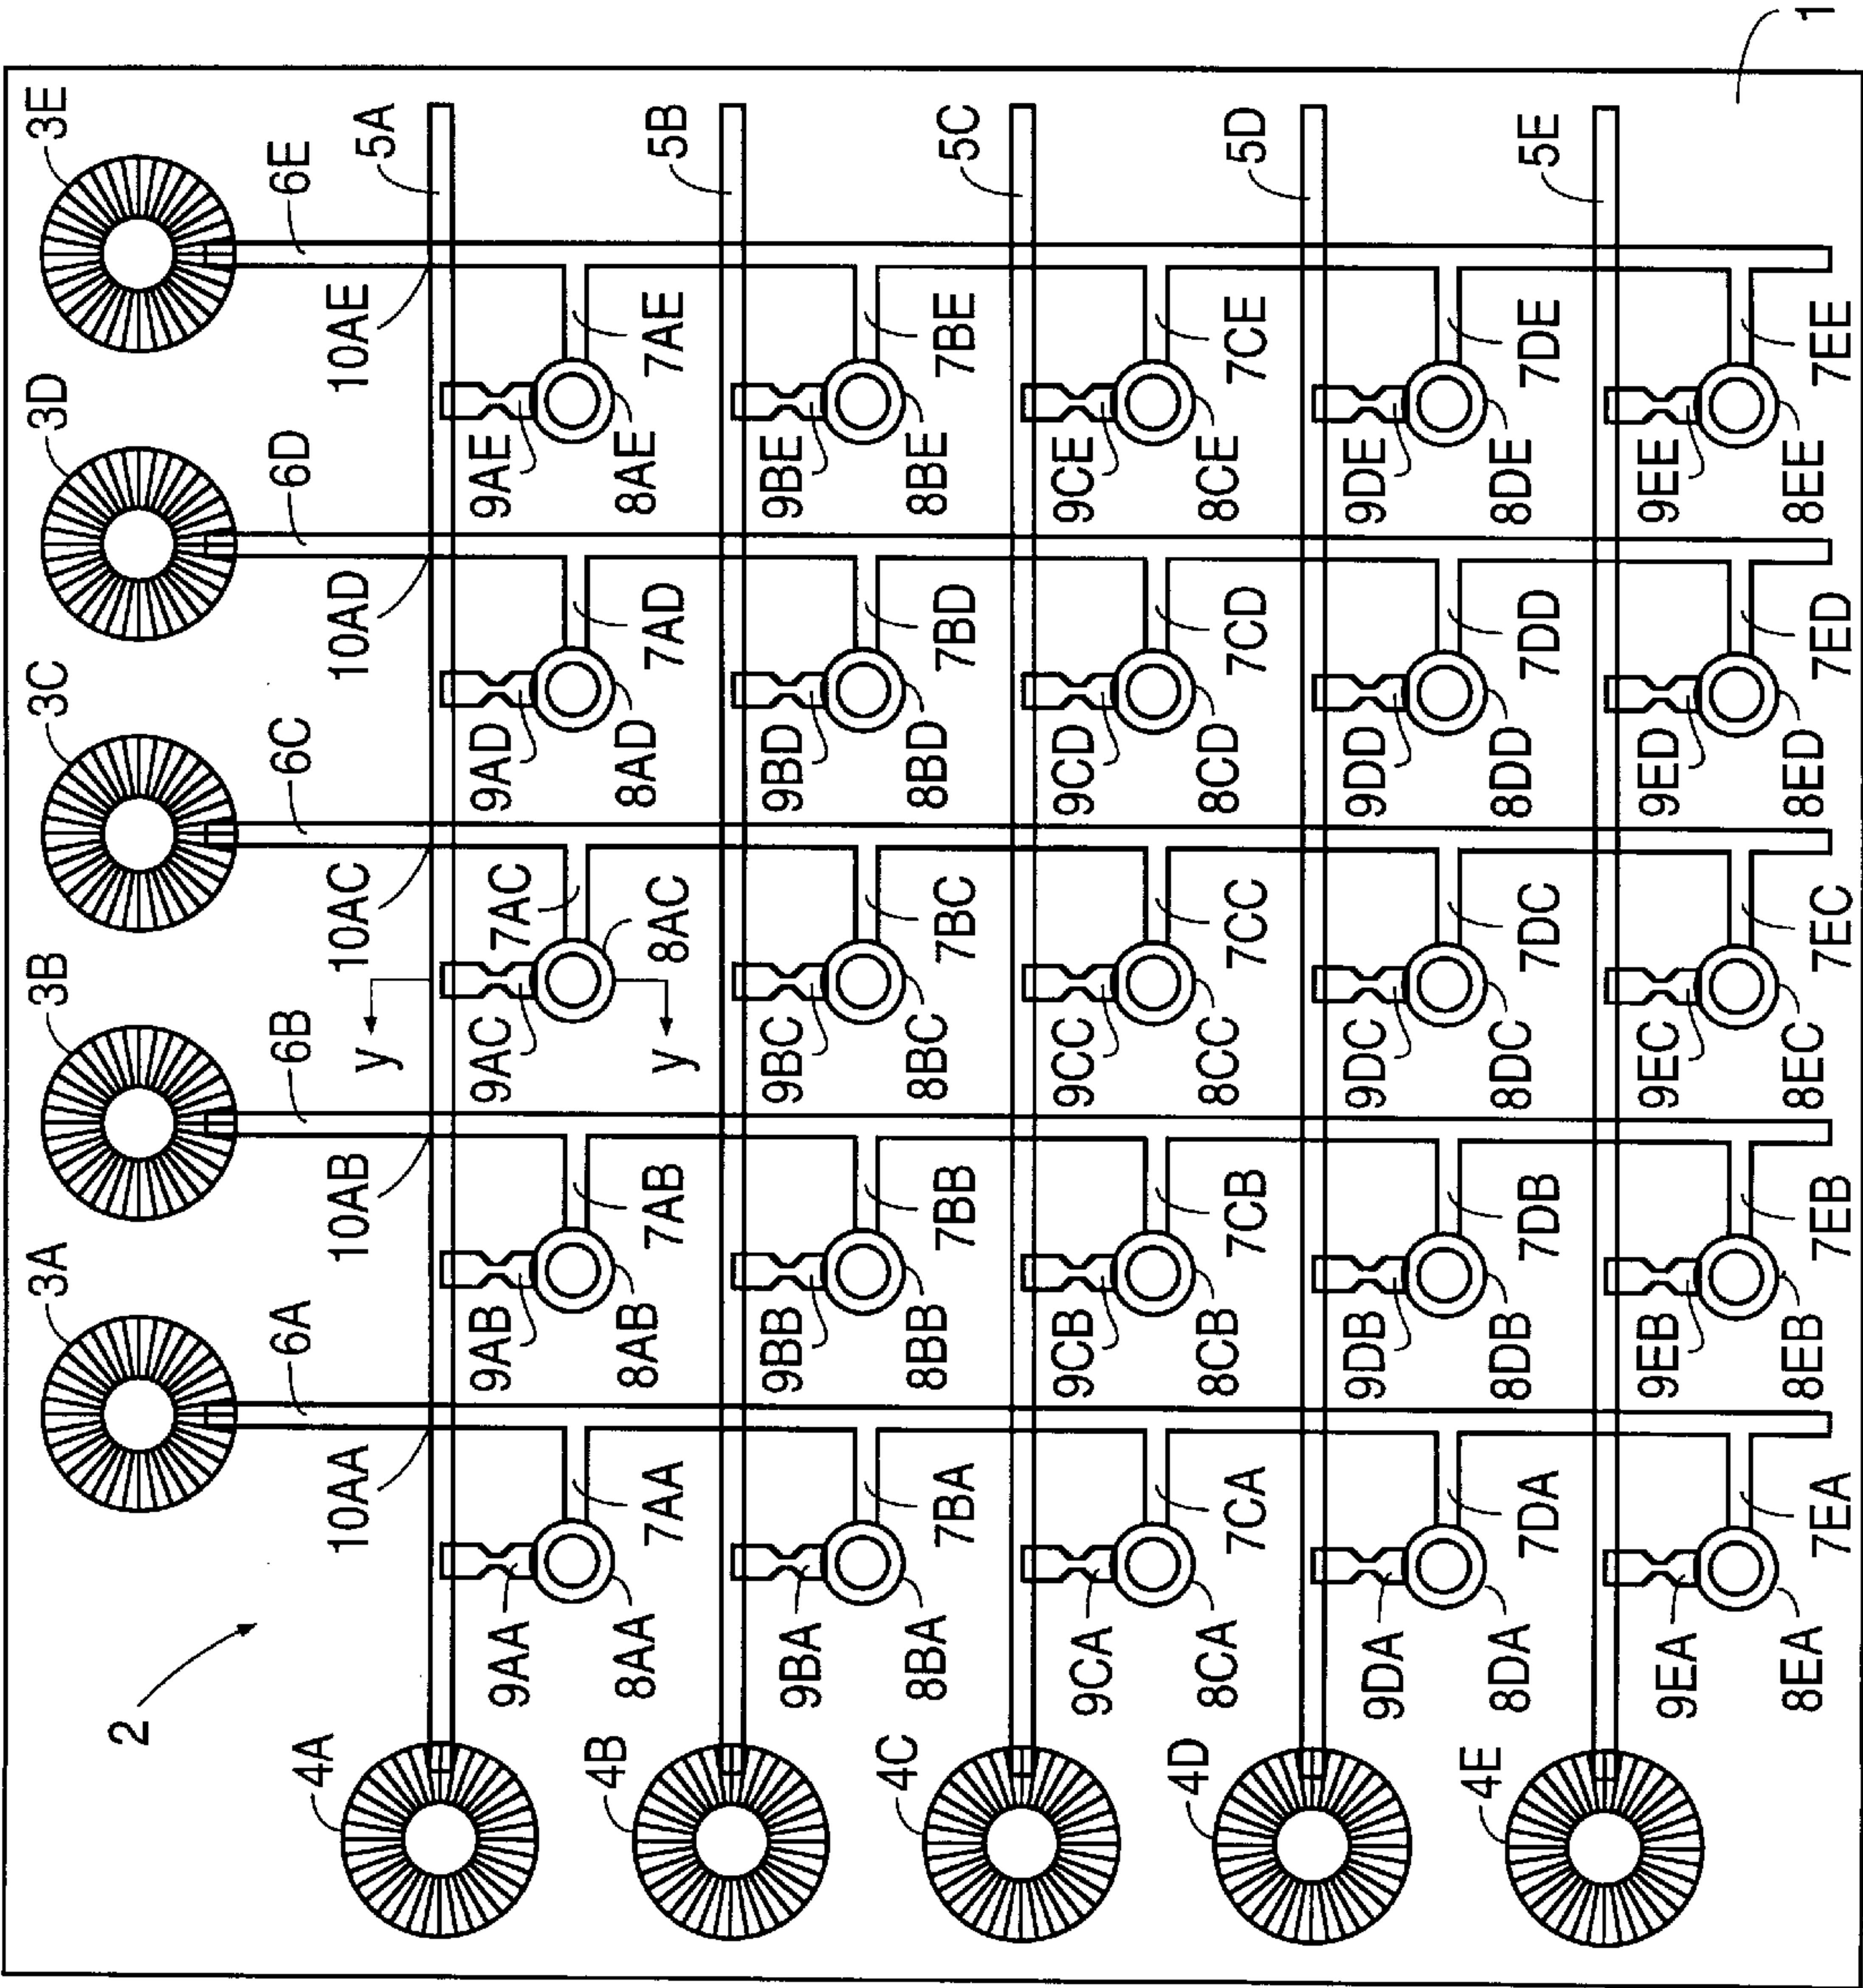 3A 3B 3C 3D 3E
2
6A 6B 6C 6D 6E
4A 10AA 10AB 10AC 10AD 10AE
y 5A
9AA 9AB 9AC 7AC 9AD 9AE
4B 8AA 7AA 8AB 7AB y 8AC 8AD 7AD 8AE 7AE 5B
9BA 9BB 9BC 9BD 9BE
4C 8BA 7BA 8BB 7BB 8BC 7BC 8BD 7BD 8BE 7BE 5C
9CA 9CB 9CC 9CD 9CE
4D 8CA 7CA 8CB 7CB 8CC 7CC 8CD 7CD 8CE 7CE 5D
9DA 9DB 9DC 9DD 9DE
4E 8DA 7DA 8DB 7DB 8DC 7DC 8DD 7DD 8DE 7DE 5E
9EA 9EB 9EC 9ED 9EE
8EA 7EA 8EB 7EB 8EC 7EC 8ED 7ED 8EE 7EE 1